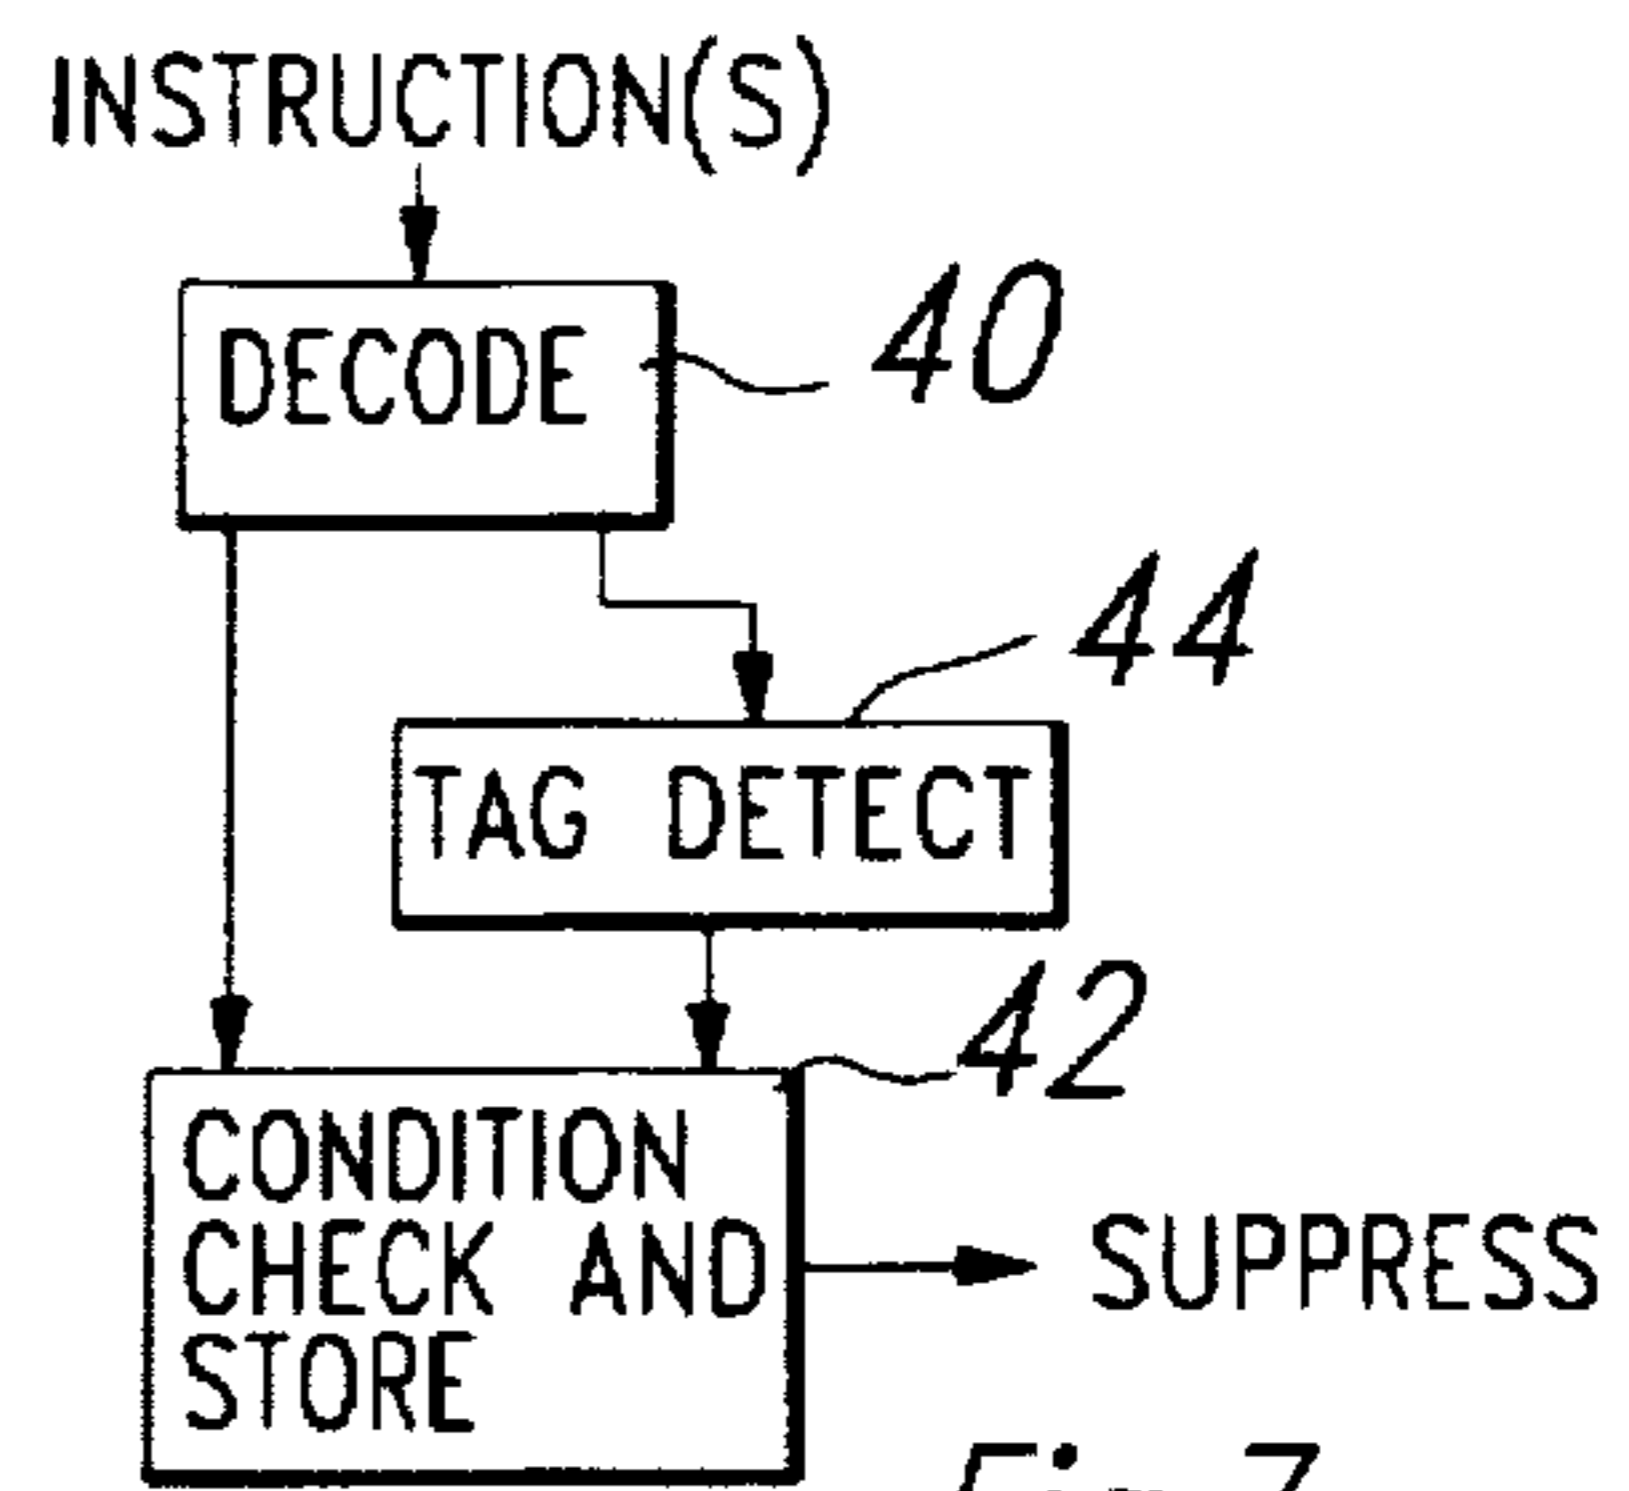 INSTRUCTION(S)
DECODE
40
44
TAG DETECT
42
CONDITION
CHECK AND
STORE
SUPPRESS